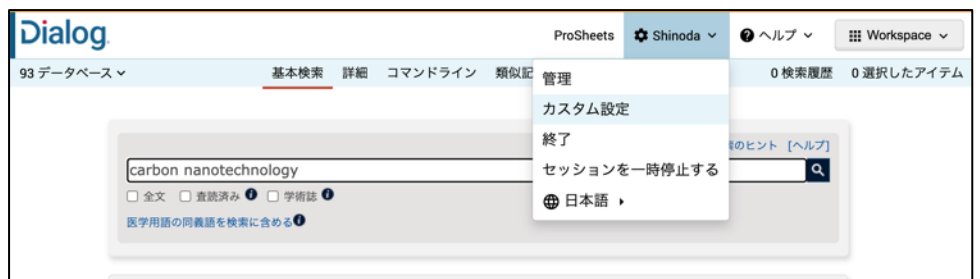 Dialog
ProSheets Shinoda ヘルプ Workspace
93 データベース 基本検索 詳細 コマンドライン 類似記 0 検索履歴 0 選択したアイテム
管理
カスタム設定
終了
セッションを一時停止する
日本語
のヒント [ヘルプ]
carbon nanotechnology
全文 査読済み 学術誌
医学用語の同義語を検索に含める